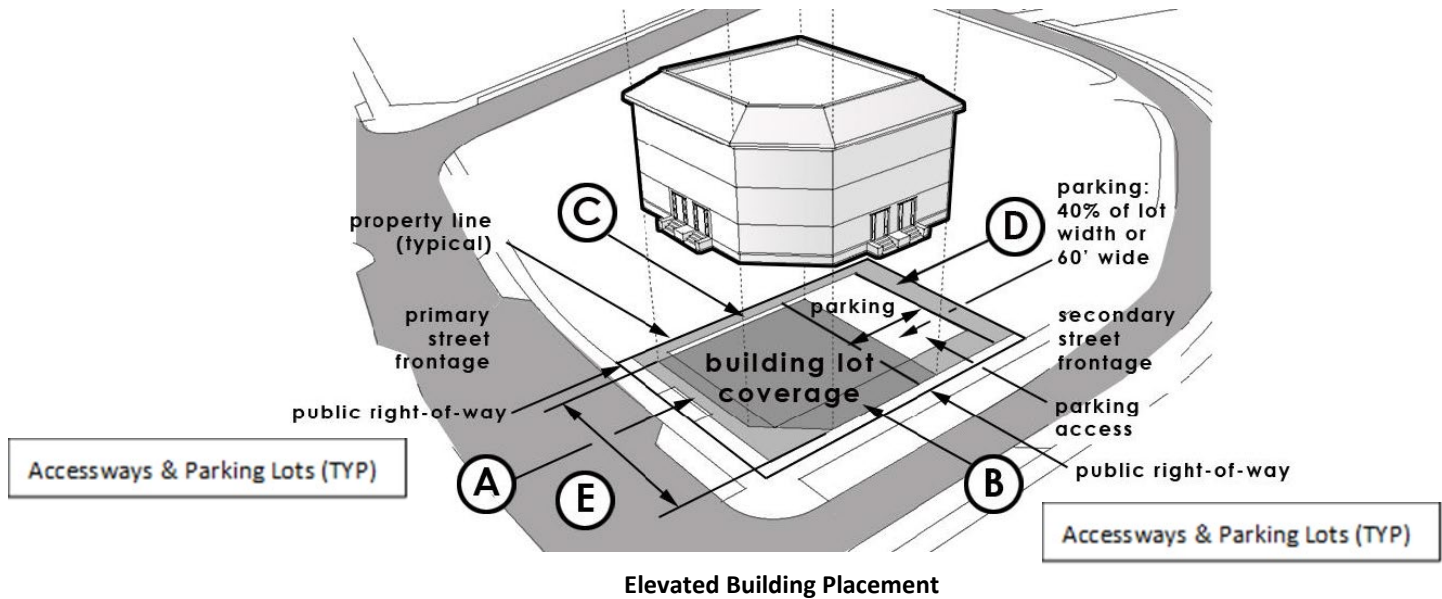 C
D
parking:
40% of lot
width or
60' wide
property line
(typical)
parking
primary
street
frontage
building lot
coverage
secondary
street
frontage
public right-of-way
parking
access
Accessways & Parking Lots (TYP)
A
E
B
public right-of-way
Accessways & Parking Lots (TYP)
Elevated Building Placement